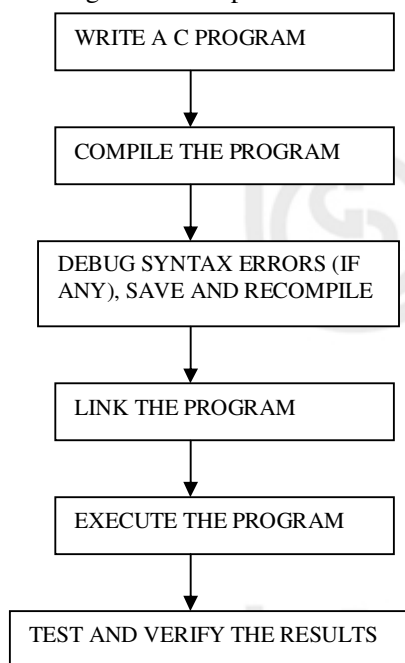 WRITE A C PROGRAM
COMPILE THE PROGRAM
DEBUG SYNTAX ERRORS (IF
ANY), SAVE AND RECOMPILE
LINK THE PROGRAM
EXECUTE THE PROGRAM
TEST AND VERIFY THE RESULTS